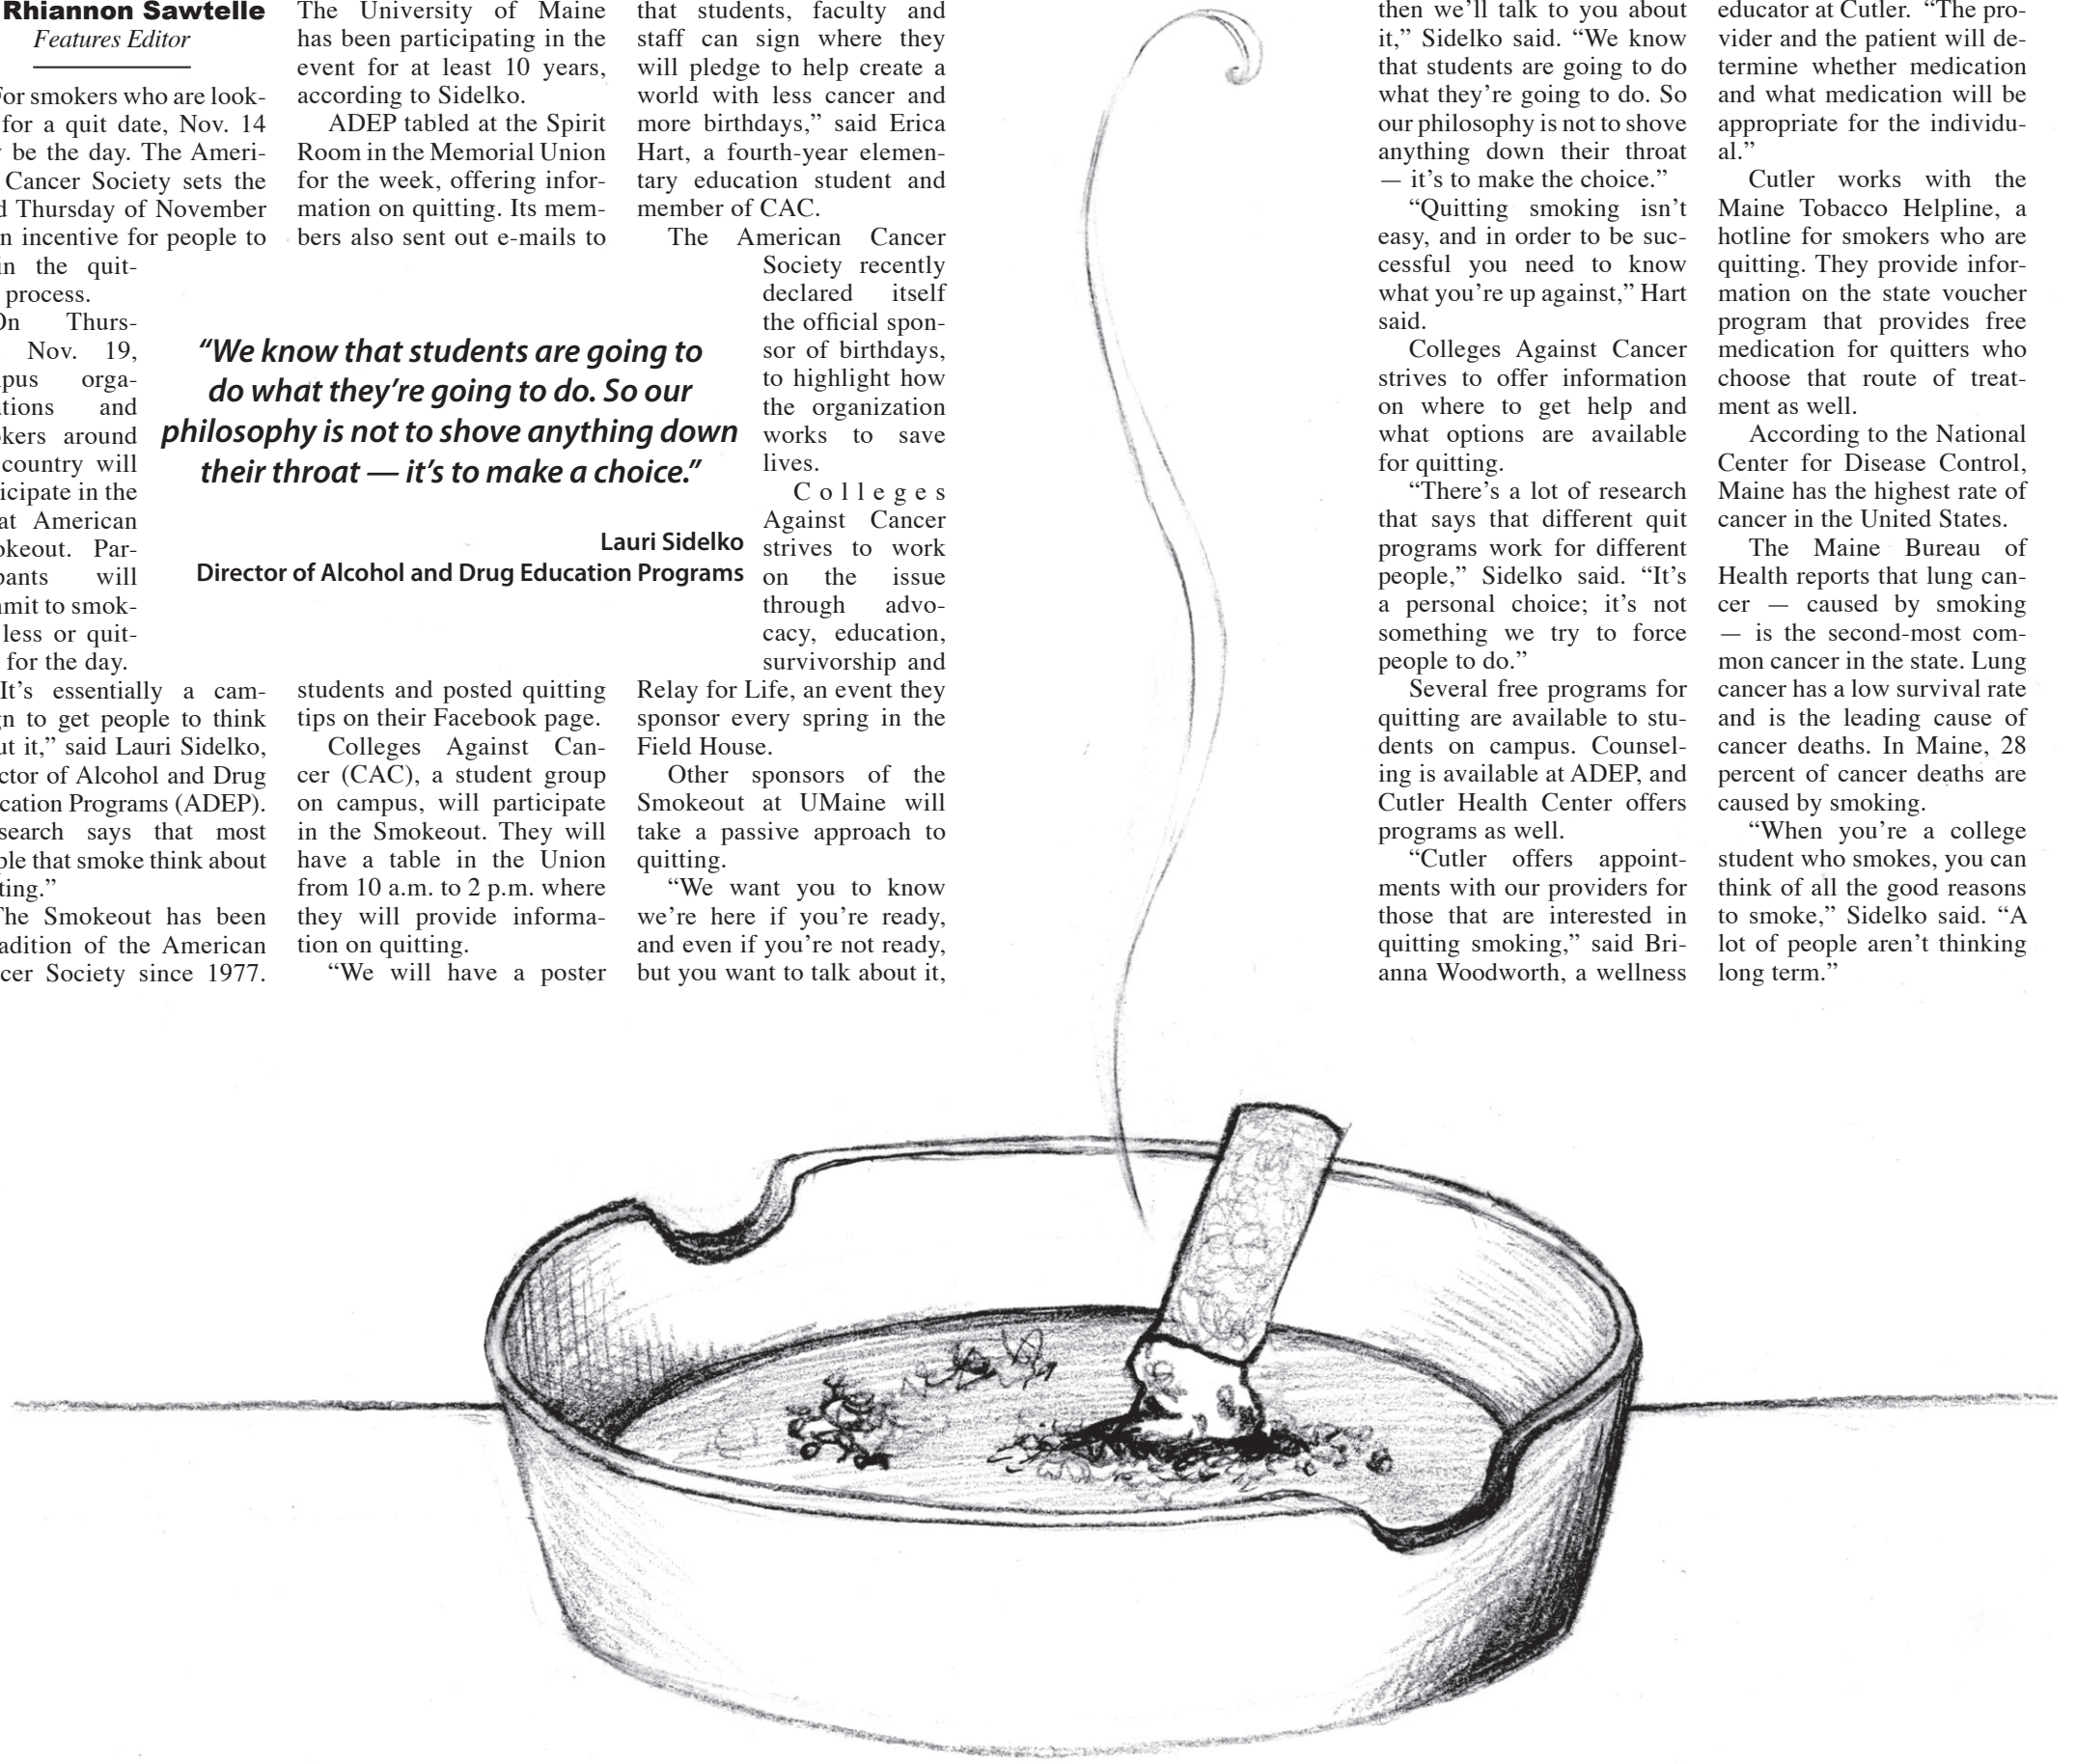 Rhiannon Sawtelle
Features Editor
For smokers who are look-
for a quit date, Nov. 14
be the day. The Ameri-
Cancer Society sets the
Thursday of November
incentive for people to
in the quit-
process.
On Thurs-
Nov. 19,
orga-
and
around
country will
in the
American
Par-
will
to smok-
less or quit-
for the day.
It's essentially a cam-
to get people to think
it,” said Lauri Sidelko,
of Alcohol and Drug
Programs (ADEP).
says that most
that smoke think about
The Smokeout has been
of the American
Society since 1977.
The University of Maine
has been participating in the
event for at least 10 years,
according to Sidelko.
ADEP tabled at the Spirit
Room in the Memorial Union
for the week, offering infor-
mation on quitting. Its mem-
bers also sent out e-mails to
“We know that students are going to
do what they’re going to do. So our
philosophy is not to shove anything down
their throat — it’s to make a choice.”
Lauri Sidelko
Director of Alcohol and Drug Education Programs
students and posted quitting
tips on their Facebook page.
Colleges Against Can-
cer (CAC), a student group
on campus, will participate
in the Smokeout. They will
have a table in the Union
from 10 a.m. to 2 p.m. where
they will provide informa-
tion on quitting.
“We will have a poster
that students, faculty and
staff can sign where they
will pledge to help create a
world with less cancer and
more birthdays,” said Erica
Hart, a fourth-year elemen-
tary education student and
member of CAC.
The American Cancer
Society recently
declared itself
the official spon-
sor of birthdays,
to highlight how
the organization
works to save
lives.
Colleges
Against Cancer
strives to work
on the issue
through advo-
cacy, education,
survivorship and
Relay for Life, an event they
sponsor every spring in the
Field House.
Other sponsors of the
Smokeout at UMaine will
take a passive approach to
quitting.
“We want you to know
we’re here if you’re ready,
and even if you’re not ready,
but you want to talk about it,
then we’ll talk to you about
it,” Sidelko said. “We know
that students are going to do
what they’re going to do. So
our philosophy is not to shove
anything down their throat
— it’s to make the choice.”
“Quitting smoking isn’t
easy, and in order to be suc-
cessful you need to know
what you’re up against,” Hart
said.
Colleges Against Cancer
strives to offer information
on where to get help and
what options are available
for quitting.
“There’s a lot of research
that says that different quit
programs work for different
people,” Sidelko said. “It’s
a personal choice; it’s not
something we try to force
people to do.”
Several free programs for
quitting are available to stu-
dents on campus. Counsel-
ing is available at ADEP, and
Cutler Health Center offers
programs as well.
“Cutler offers appoint-
ments with our providers for
those that are interested in
quitting smoking,” said Bri-
anna Woodworth, a wellness
educator at Cutler. “The pro-
vider and the patient will de-
termine whether medication
and what medication will be
appropriate for the individu-
al.”
Cutler works with the
Maine Tobacco Helpline, a
hotline for smokers who are
quitting. They provide infor-
mation on the state voucher
program that provides free
medication for quitters who
choose that route of treat-
ment as well.
According to the National
Center for Disease Control,
Maine has the highest rate of
cancer in the United States.
The Maine Bureau of
Health reports that lung can-
cer — caused by smoking
— is the second-most com-
mon cancer in the state. Lung
cancer has a low survival rate
and is the leading cause of
cancer deaths. In Maine, 28
percent of cancer deaths are
caused by smoking.
“When you’re a college
student who smokes, you can
think of all the good reasons
to smoke,” Sidelko said. “A
lot of people aren’t thinking
long term.”